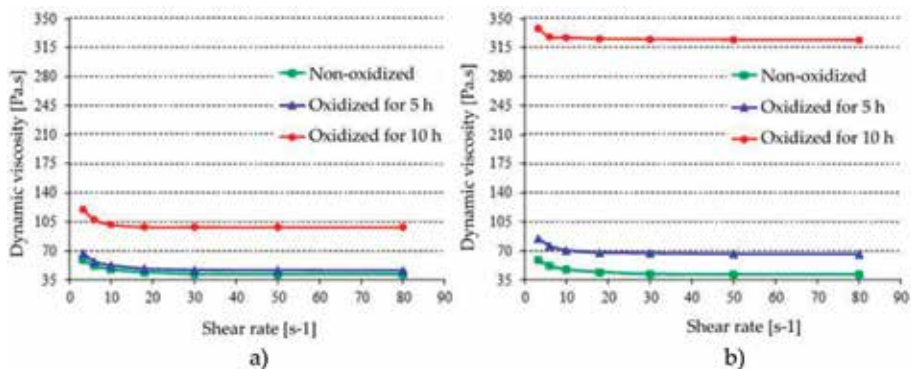 350
315
280
245
210
175
140
105
70
35
Dynamic viscosity [Pa.s]
Non-oxidized
Oxidized for 5 h
Oxidized for 10 h
0 10 20 30 40 50 60 70 80 90
Shear rate [s-1]
a)
350
315
280
245
210
175
140
105
70
35
Dynamic viscosity [Pa.s]
Non-oxidized
Oxidized for 5 h
Oxidized for 10 h
0 10 20 30 40 50 60 70 80 90
Shear rate [s-1]
b)